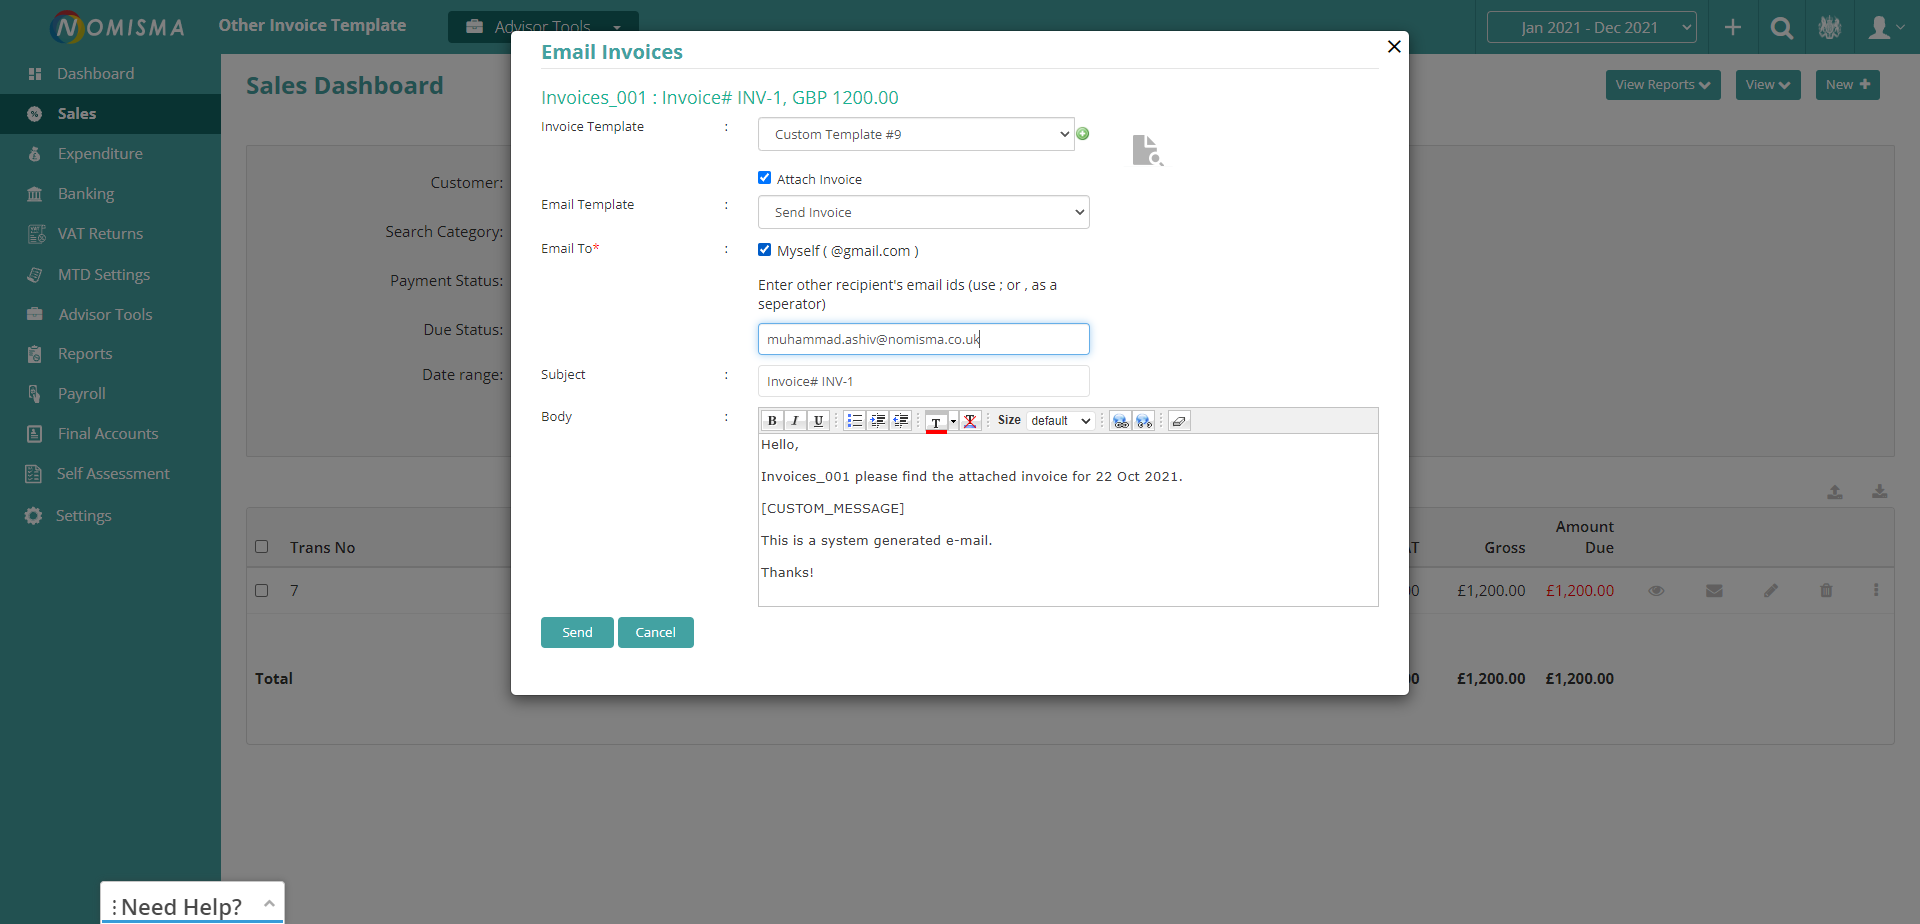 NOMISMA
Other Invoice Template
Advisor Tools
Jan 2021 - Dec 2021
Dashboard
Sales
Expenditure
Banking
VAT Returns
MTD Settings
Advisor Tools
Reports
Payroll
Final Accounts
Self Assessment
Settings
Sales Dashboard
View Reports
View
New
Customer:
Search Category:
Payment Status:
Due Status:
Date range:
Email Invoices
Invoices_001 : Invoice# INV-1, GBP 1200.00
Invoice Template : Custom Template #9
Attach Invoice
Email Template : Send Invoice
Email To* : Myself ( @gmail.com )
Enter other recipient's email ids (use ; or , as a
seperator)
muhammad.ashiv@nomisma.co.uk
Subject : Invoice# INV-1
Body :
B I U T Size default
Hello,
Invoices_001 please find the attached invoice for 22 Oct 2021.
[CUSTOM_MESSAGE]
This is a system generated e-mail.
Thanks!
Send Cancel
Trans No Gross Amount
Due
7 £1,200.00 £1,200.00
Total £1,200.00 £1,200.00
Need Help?